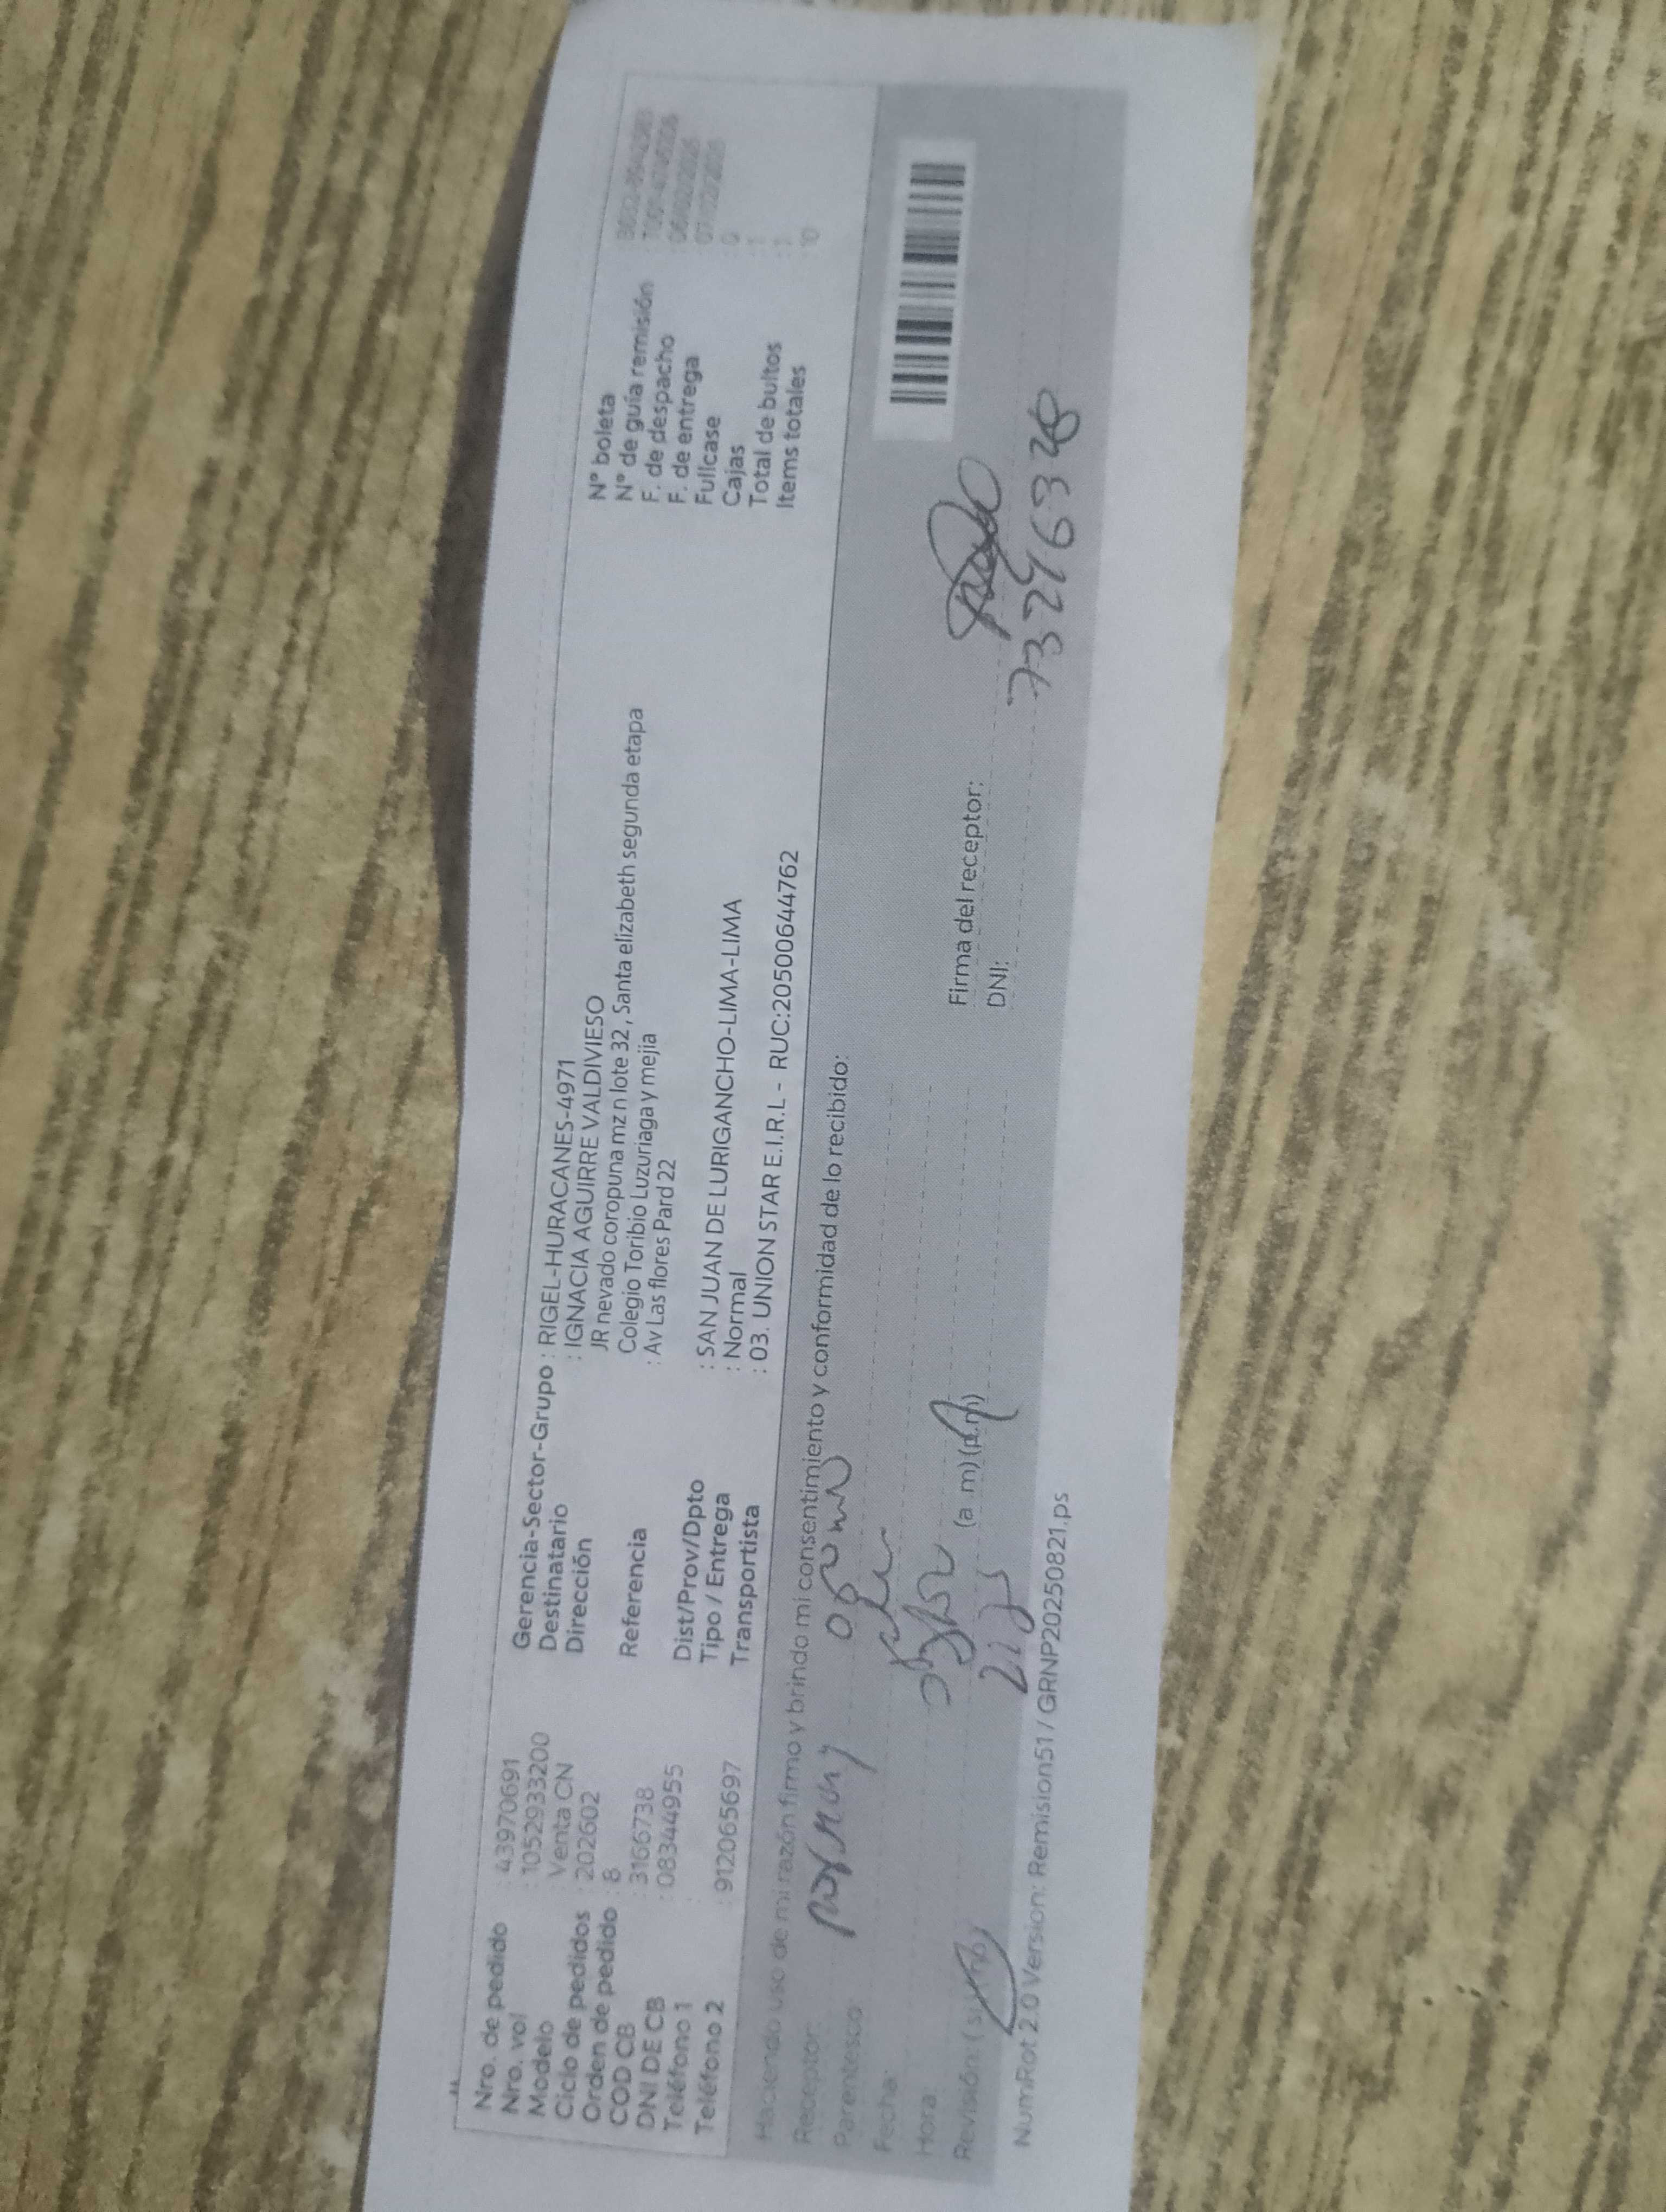 Nro. de pedido : 43970691
Nro. vol : 1052933200
Modelo Venta CN
Ciclo de pedidos : 202602
Orden de pedido : 8
COD CB : 3166738
DNI DE CB : 08344955
Teléfono 1 :
Teléfono 2 : 912065697
Gerencia-Sector-Grupo : RIGEL-HURACANES-4971
Destinatario : IGNACIA AGUIRRE VALDIVIESO
Dirección JR nevado coropuna mz n lote 32 , Santa elizabeth segunda etapa
Colegio Toribio Luzuriaga y mejia
Referencia : Av Las flores Pard 22
Dist/Prov/Dpto : SAN JUAN DE LURIGANCHO-LIMA-LIMA
Tipo / Entrega : Normal
Transportista : 03. UNION STAR E.I.R.L - RUC:20500644762
N° boleta
N° de guía remisión
F. de despacho
F. de entrega
Fullcase : 0
Cajas : 1
Total de bultos : 1
Items totales : 10
Haciendo uso de mi razón firmo y brindo mi consentimiento y conformidad de lo recibido:
Receptor:
Parentesco:
Fecha:
Hora (a m) (p.m)
Revisión: (
Firma del receptor:
DNI: 73246328
NumRot 2.0 Version: Remision51 / GRNP20250821.ps